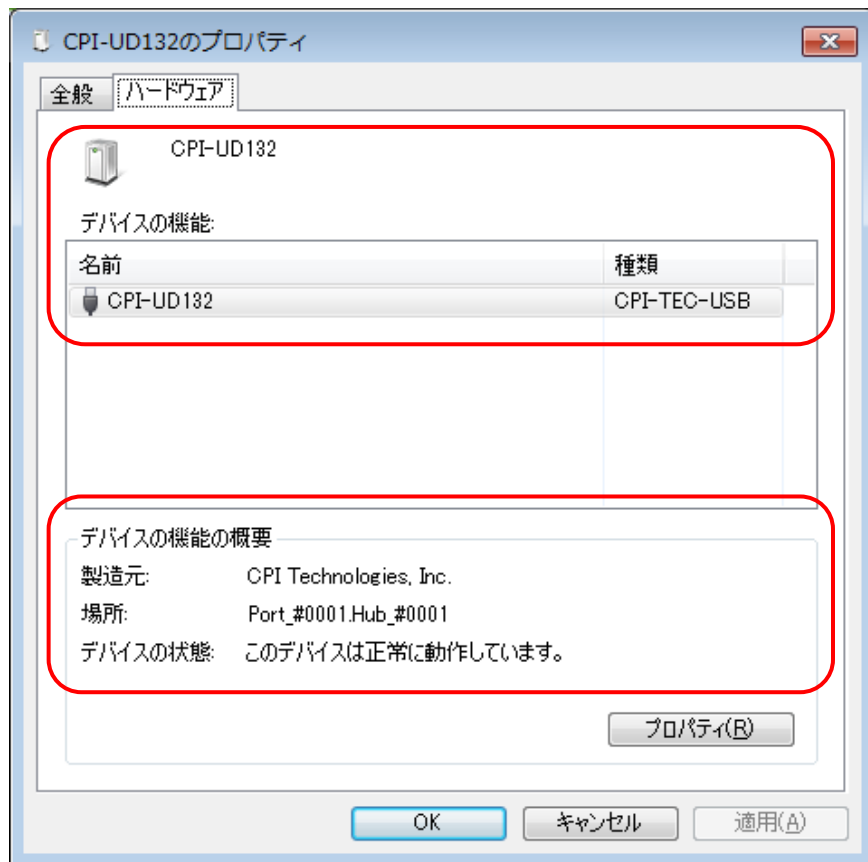 CPI-UD132のプロパティ
全般 ハードウェア
CPI-UD132
デバイスの機能:
名前 種類
CPI-UD132 CPI-TEC-USB
デバイスの機能の概要
製造元: CPI Technologies, Inc.
場所: Port_#0001.Hub_#0001
デバイスの状態: このデバイスは正常に動作しています。
プロパティ(R)
OK キャンセル 適用(A)